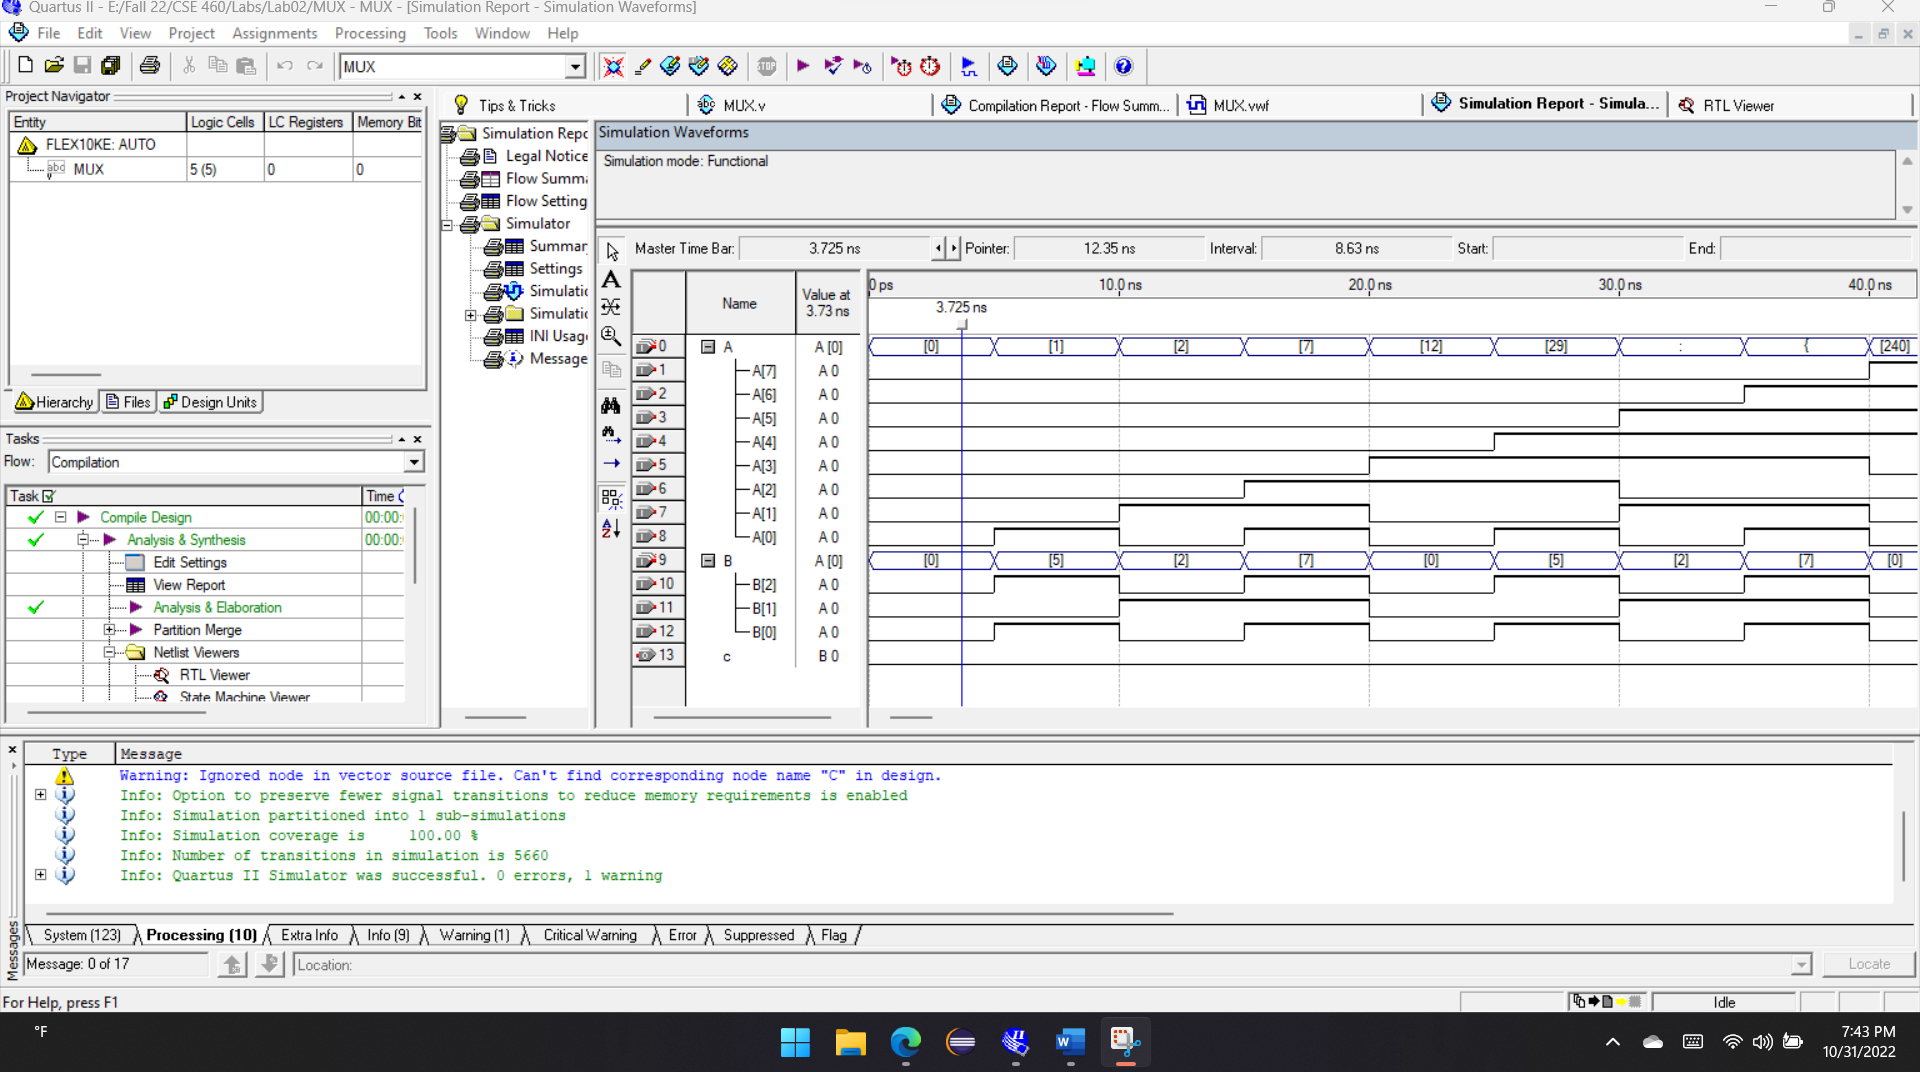 Quartus II - E:/Fall 22/CSE 460/Labs/Lab02/MUX - MUX - [Simulation Report - Simulation Waveforms]
File Edit View Project Assignments Processing Tools Window Help
MUX
Project Navigator
Entity Logic Cells LC Registers Memory Bit
FLEX10KE: AUTO
MUX 5 (5) 0 0
Hierarchy Files Design Units
Tasks
Flow: Compilation
Task Time
Compile Design 00:00:
Analysis & Synthesis 00:00:
Edit Settings
View Report
Analysis & Elaboration
Partition Merge
Netlist Viewers
RTL Viewer
State Machine Viewer
Tips & Tricks MUX.v Compilation Report - Flow Summ... MUX.vwf Simulation Report - Simula... RTL Viewer
Simulation Repo
Legal Notice
Flow Summa
Flow Setting
Simulator
Summar
Settings
Simulatio
Simulatio
INI Usag
Message
Simulation Waveforms
Simulation mode: Functional
Master Time Bar: 3.725 ns Pointer: 12.35 ns Interval: 8.63 ns Start: End:
Name Value at 3.73 ns
0 ps 10.0 ns 20.0 ns 30.0 ns 40.0 ns
3.725 ns
0 A A [0] [0] [1] [2] [7] [12] [29] : { [240]
1 A[7] A 0
2 A[6] A 0
3 A[5] A 0
4 A[4] A 0
5 A[3] A 0
6 A[2] A 0
7 A[1] A 0
8 A[0] A 0
9 B A [0] [0] [5] [2] [7] [0] [5] [2] [7] [0]
10 B[2] A 0
11 B[1] A 0
12 B[0] A 0
13 c B 0
Type Message
Warning: Ignored node in vector source file. Can't find corresponding node name "C" in design.
Info: Option to preserve fewer signal transitions to reduce memory requirements is enabled
Info: Simulation partitioned into 1 sub-simulations
Info: Simulation coverage is 100.00 %
Info: Number of transitions in simulation is 5660
Info: Quartus II Simulator was successful. 0 errors, 1 warning
System (123) Processing (10) Extra Info Info (9) Warning (1) Critical Warning Error Suppressed Flag
Messages
Message: 0 of 17 Location: Locate
For Help, press F1 Idle
°F
7:43 PM
10/31/2022